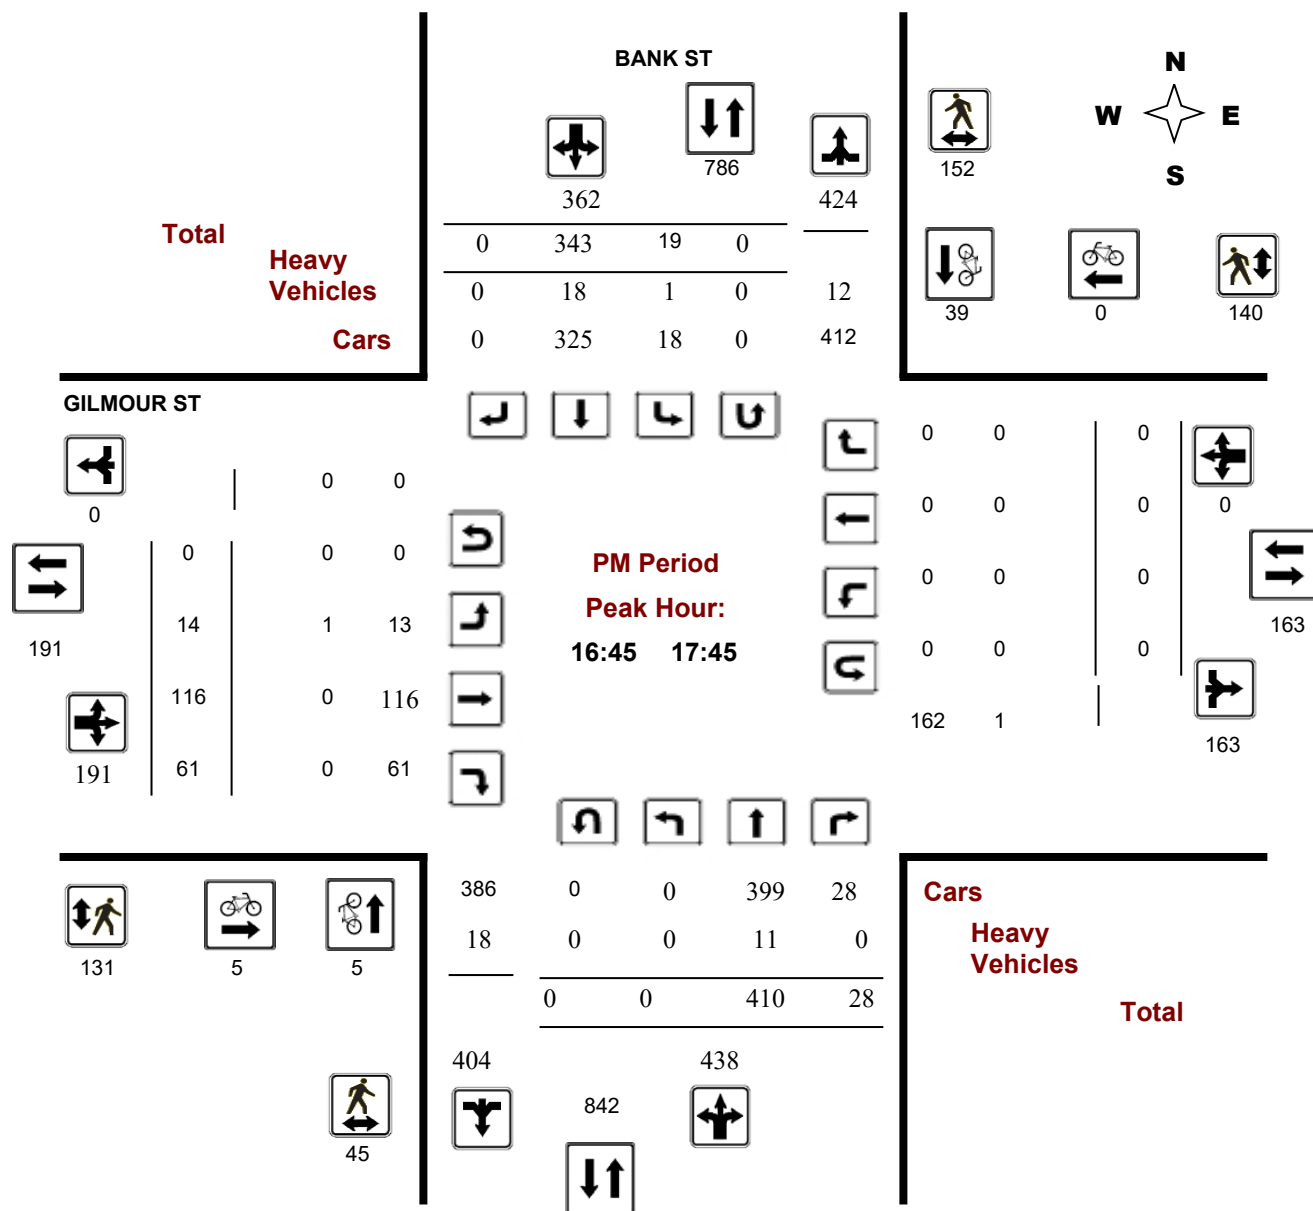 BANK ST
N
W E
S
786
152
362 424
Total 0 343 19 0
Heavy
Vehicles 0 18 1 0 12
39 0 140
Cars 0 325 18 0 412
GILMOUR ST
0 0 0
0 0
0 0 0 0
0
0 0 0
PM Period
0 0 0
Peak Hour:
14 1 13
163
191
16:45 17:45
0 0 0
116 0 116
162 1
163
191 61 0 61
386 0 0 399 28 Cars
18 0 0 11 0 Heavy
Vehicles
131 5 5
0 0 410 28
Total
404 438
842
45